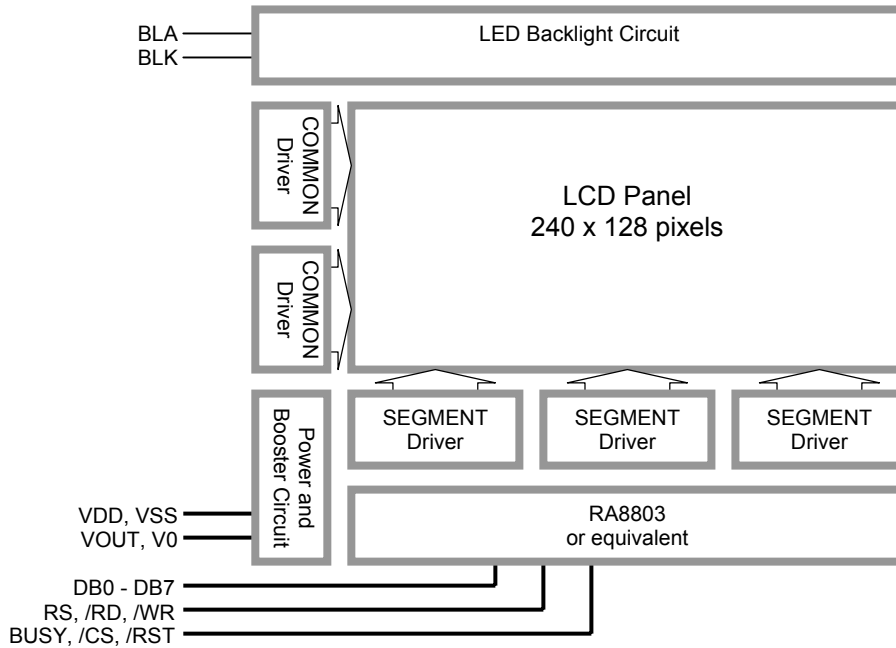 BLA
BLK
LED Backlight Circuit
COMMON
Driver
LCD Panel
240 x 128 pixels
COMMON
Driver
Power and
Booster Circuit
SEGMENT
Driver
SEGMENT
Driver
SEGMENT
Driver
VDD, VSS
VOUT, V0
RA8803
or equivalent
DB0 - DB7
RS, /RD, /WR
BUSY, /CS, /RST